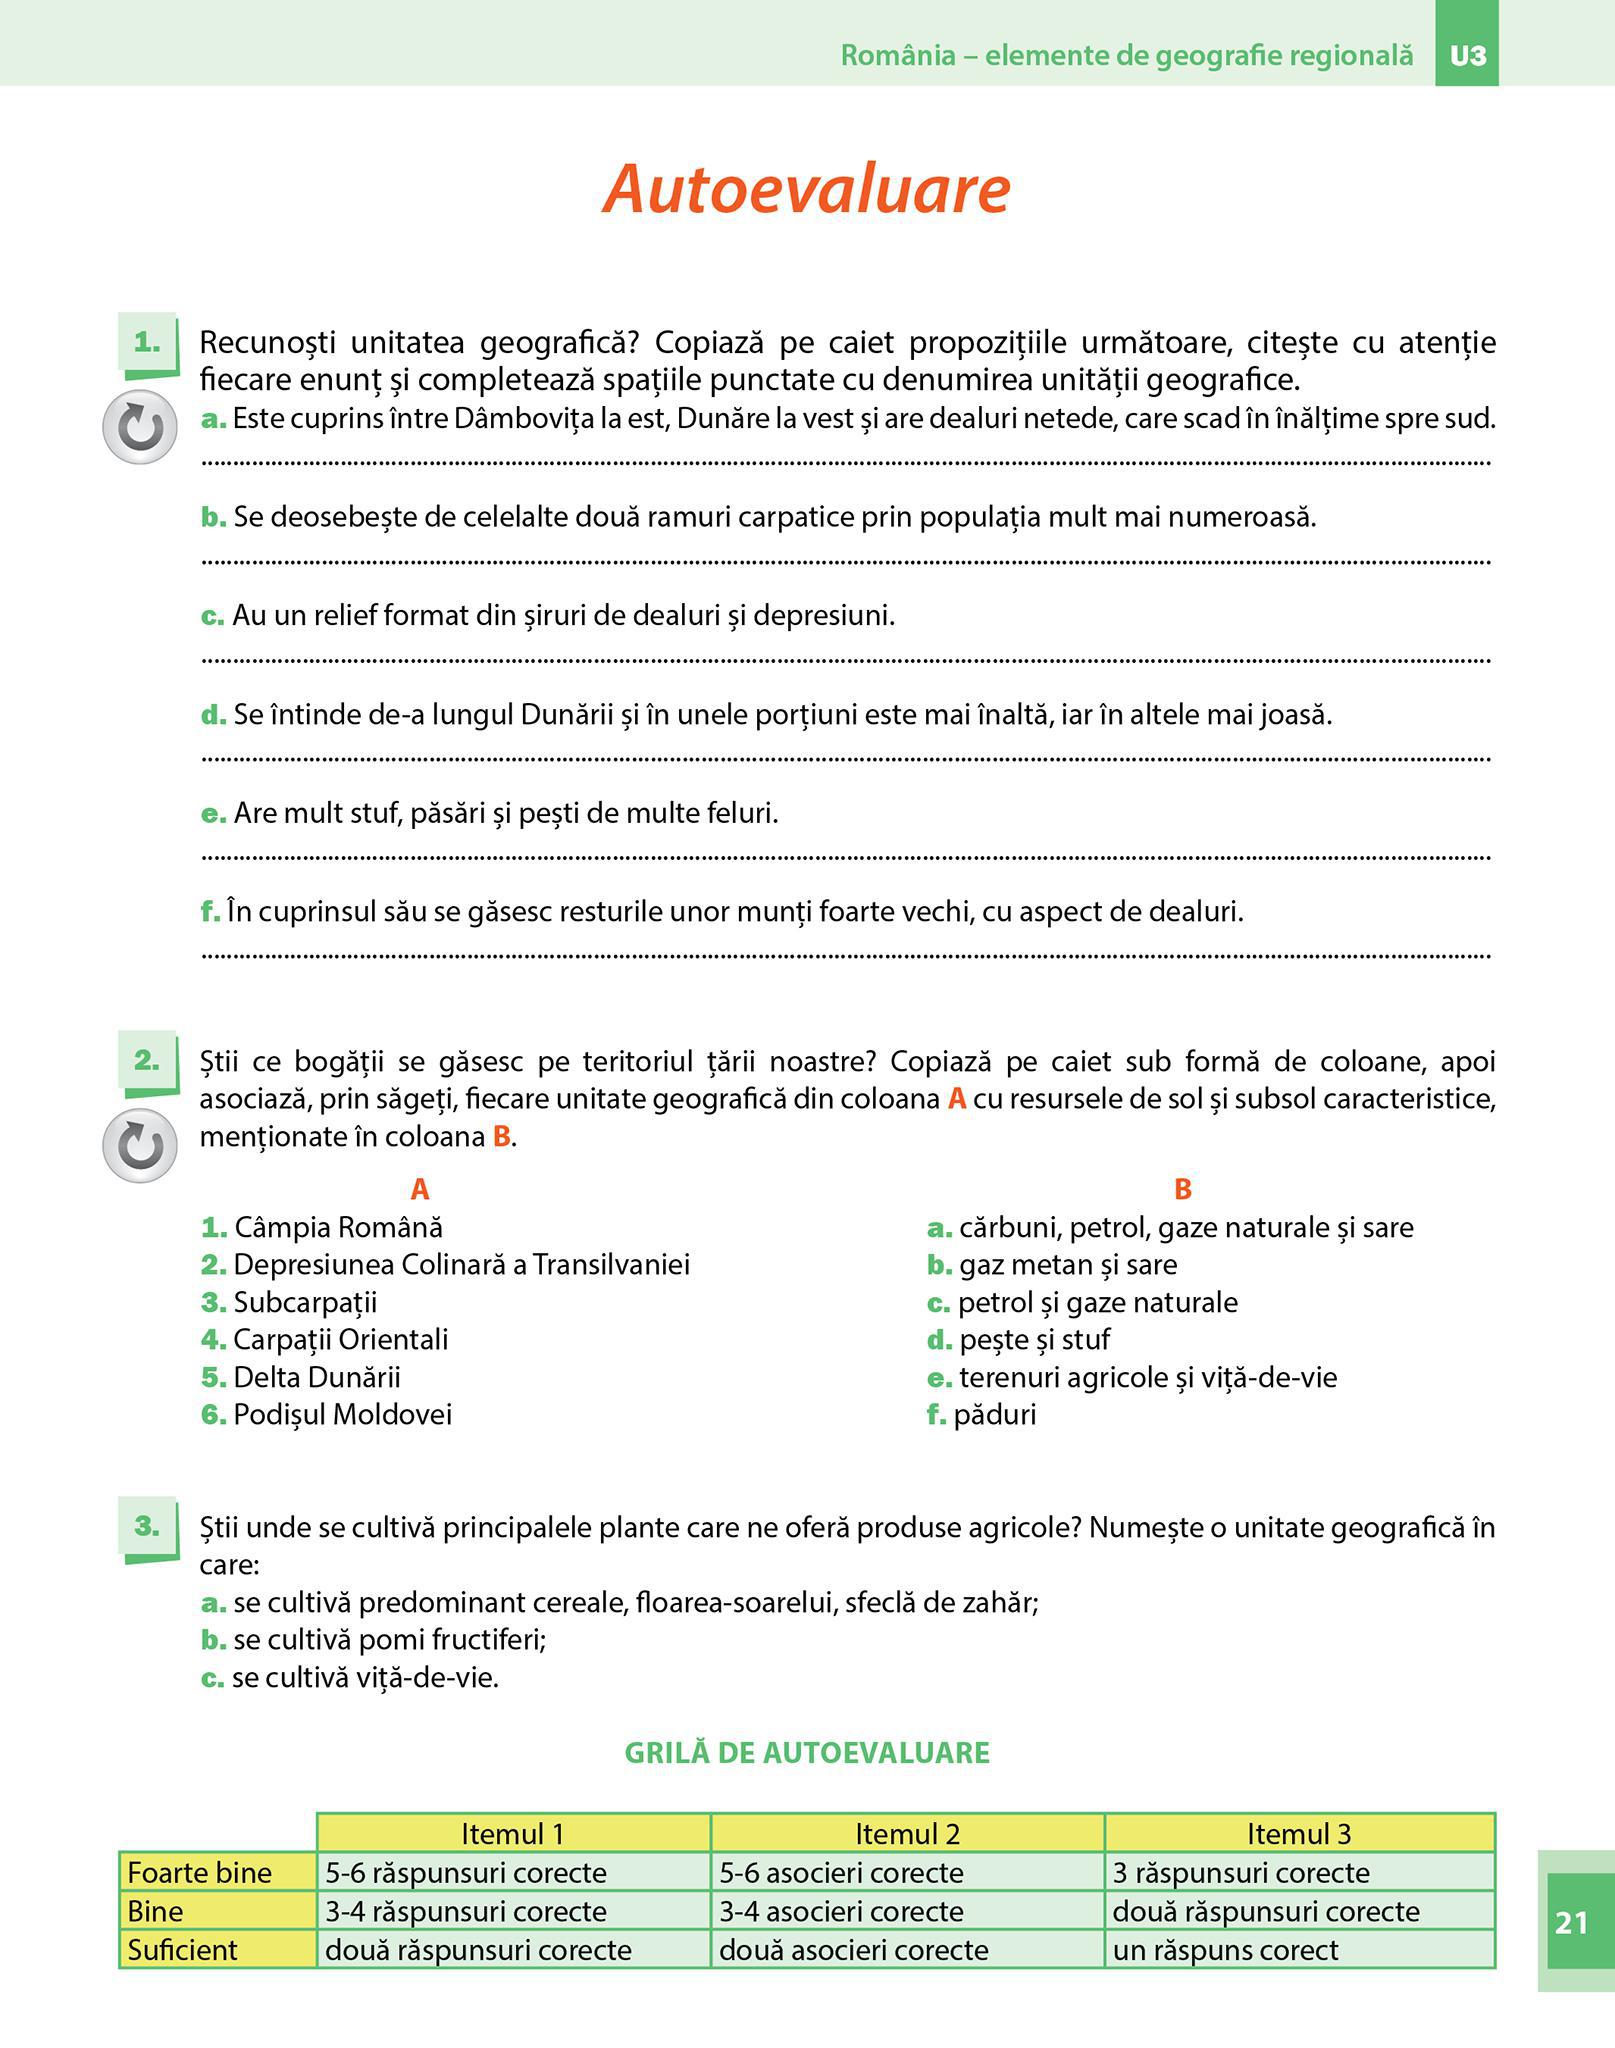 România – elemente de geografie regională U3
Autoevaluare
1. Recunoști unitatea geografică? Copiază pe caiet propozițiile următoare, citește cu atenție
fiecare enunț și completează spațiile punctate cu denumirea unității geografice.
a. Este cuprins între Dâmbovița la est, Dunăre la vest și are dealuri netede, care scad în înălțime spre sud.
b. Se deosebește de celelalte două ramuri carpatice prin populația mult mai numeroasă.
c. Au un relief format din șiruri de dealuri și depresiuni.
d. Se întinde de-a lungul Dunării și în unele porțiuni este mai înaltă, iar în altele mai joasă.
e. Are mult stuf, păsări și pești de multe feluri.
f. În cuprinsul său se găsesc resturile unor munți foarte vechi, cu aspect de dealuri.
2. Știi ce bogății se găsesc pe teritoriul țării noastre? Copiază pe caiet sub formă de coloane, apoi
asociază, prin săgeți, fiecare unitate geografică din coloana A cu resursele de sol și subsol caracteristice,
menționate în coloana B.
A
1. Câmpia Română
2. Depresiunea Colinară a Transilvaniei
3. Subcarpații
4. Carpații Orientali
5. Delta Dunării
6. Podișul Moldovei
B
a. cărbuni, petrol, gaze naturale și sare
b. gaz metan și sare
c. petrol și gaze naturale
d. pește și stuf
e. terenuri agricole și viță-de-vie
f. păduri
3. Știi unde se cultivă principalele plante care ne oferă produse agricole? Numește o unitate geografică în
care:
a. se cultivă predominant cereale, floarea-soarelui, sfeclă de zahăr;
b. se cultivă pomi fructiferi;
c. se cultivă viță-de-vie.
GRILĂ DE AUTOEVALUARE
Itemul 1 Itemul 2 Itemul 3
Foarte bine 5-6 răspunsuri corecte 5-6 asocieri corecte 3 răspunsuri corecte
Bine 3-4 răspunsuri corecte 3-4 asocieri corecte două răspunsuri corecte
Suficient două răspunsuri corecte două asocieri corecte un răspuns corect
21